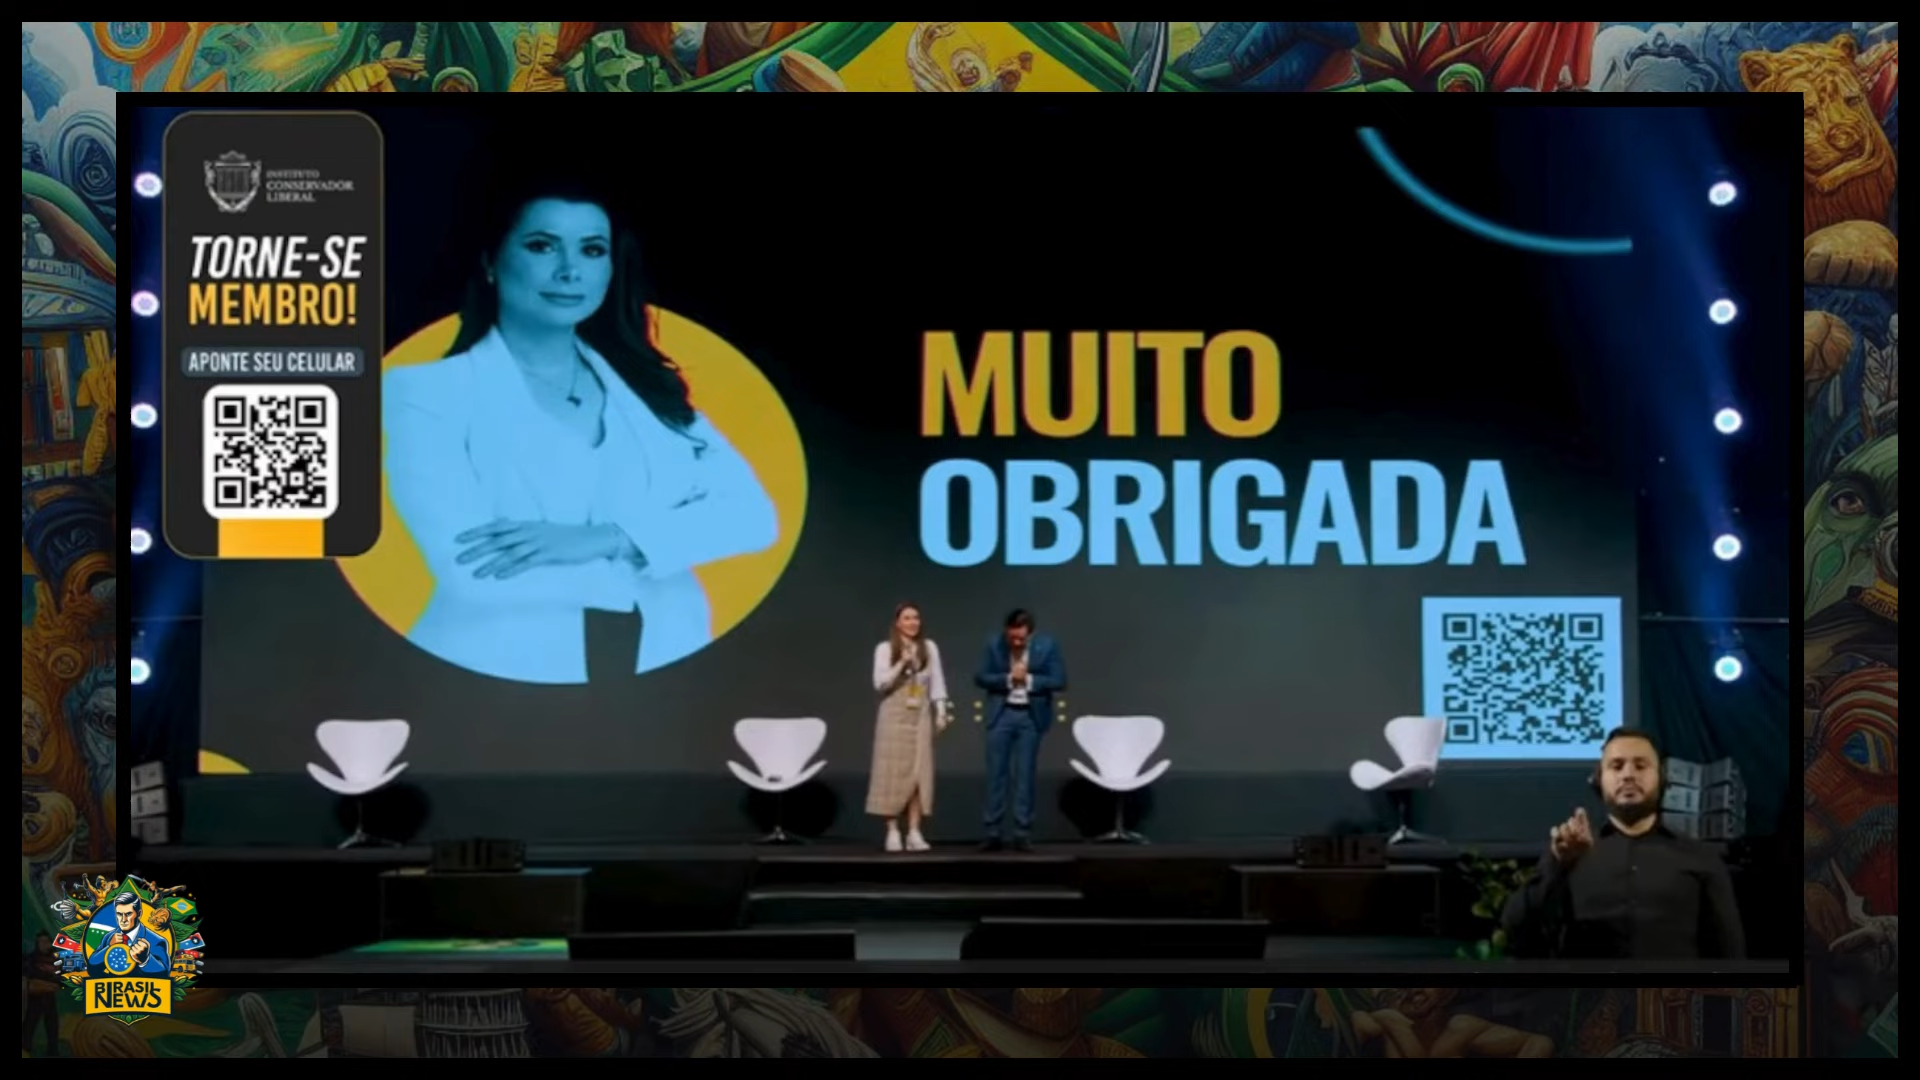 INSTITUTO
CONSERVADOR
LIBERAL
TORNE-SE
MEMBRO!
APONTE SEU CELULAR
MUITO
OBRIGADA
BRASIL
NEWS